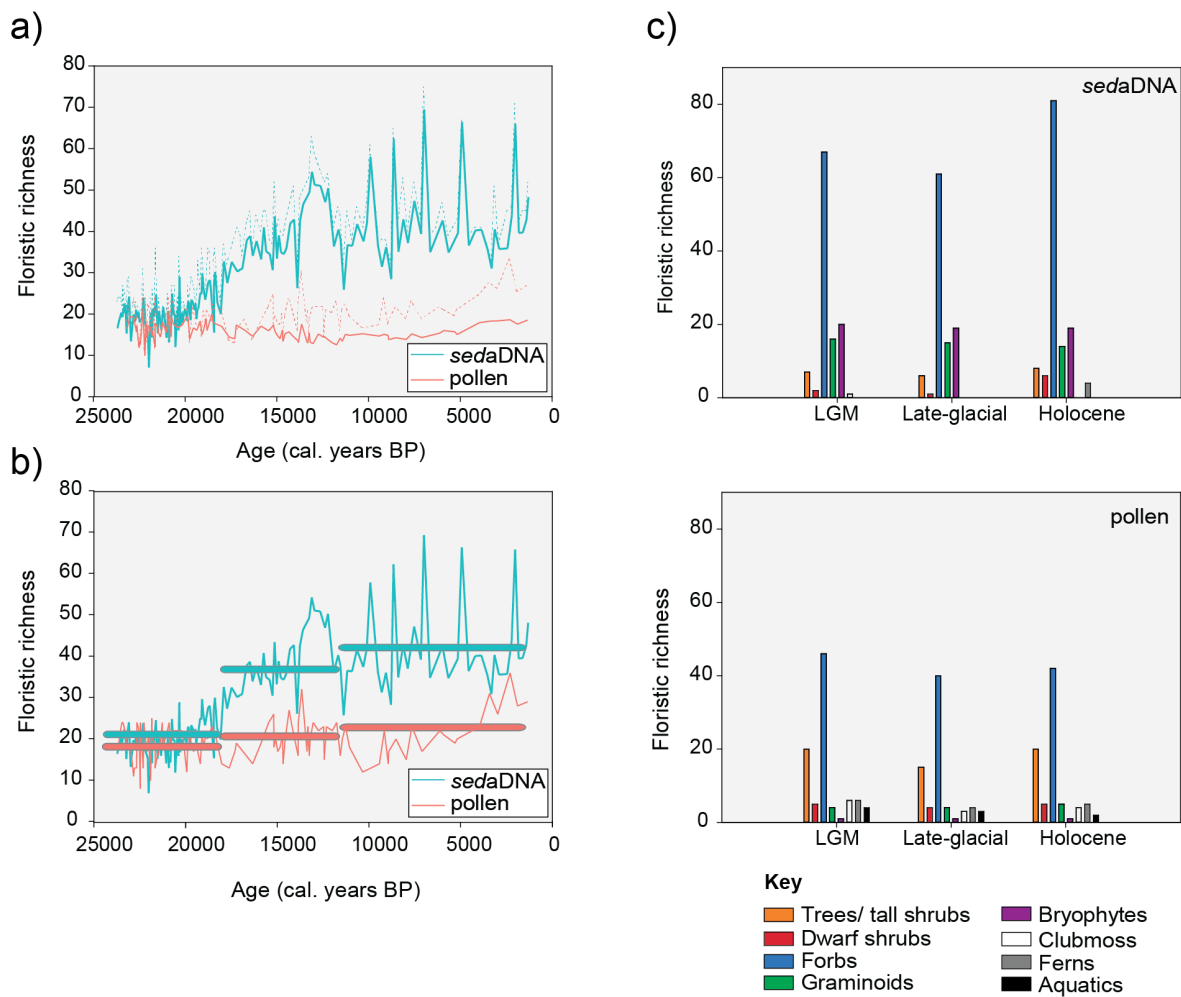 a)
80
70
60
50
40
30
20
10
0
Floristic richness
sedaDNA
pollen
25000 20000 15000 10000 5000 0
Age (cal. years BP)
b)
80
70
60
50
40
30
20
10
0
Floristic richness
sedaDNA
pollen
25000 20000 15000 10000 5000 0
Age (cal. years BP)
c)
sedaDNA
80
60
40
20
0
Floristic richness
LGM Late-glacial Holocene
pollen
80
60
40
20
0
Floristic richness
LGM Late-glacial Holocene
Key
Trees/ tall shrubs
Dwarf shrubs
Forbs
Graminoids
Bryophytes
Clubmoss
Ferns
Aquatics